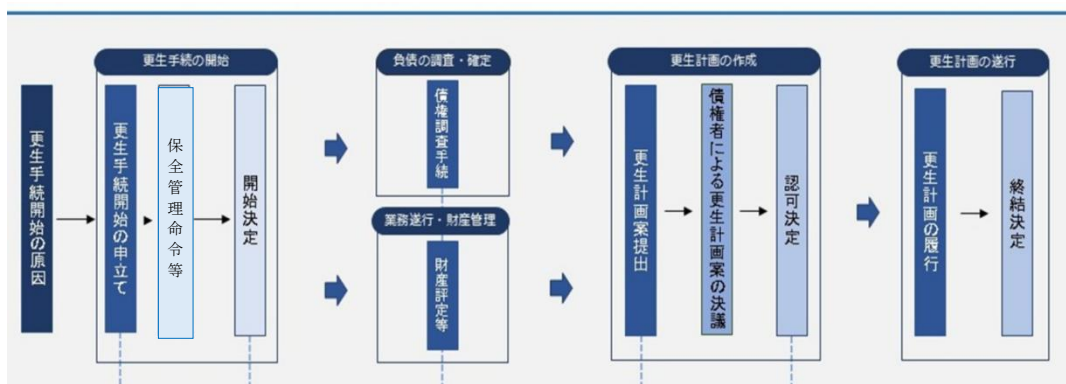 更生手続開始の原因
更生手続の開始
更生手続開始の申立て
保全管理命令等
開始決定
負債の調査・確定
債権調査手続
業務遂行・財産管理
財産評定等
更生計画の作成
更生計画案提出
債権者による更生計画案の決議
認可決定
更生計画の遂行
更生計画の履行
終結決定